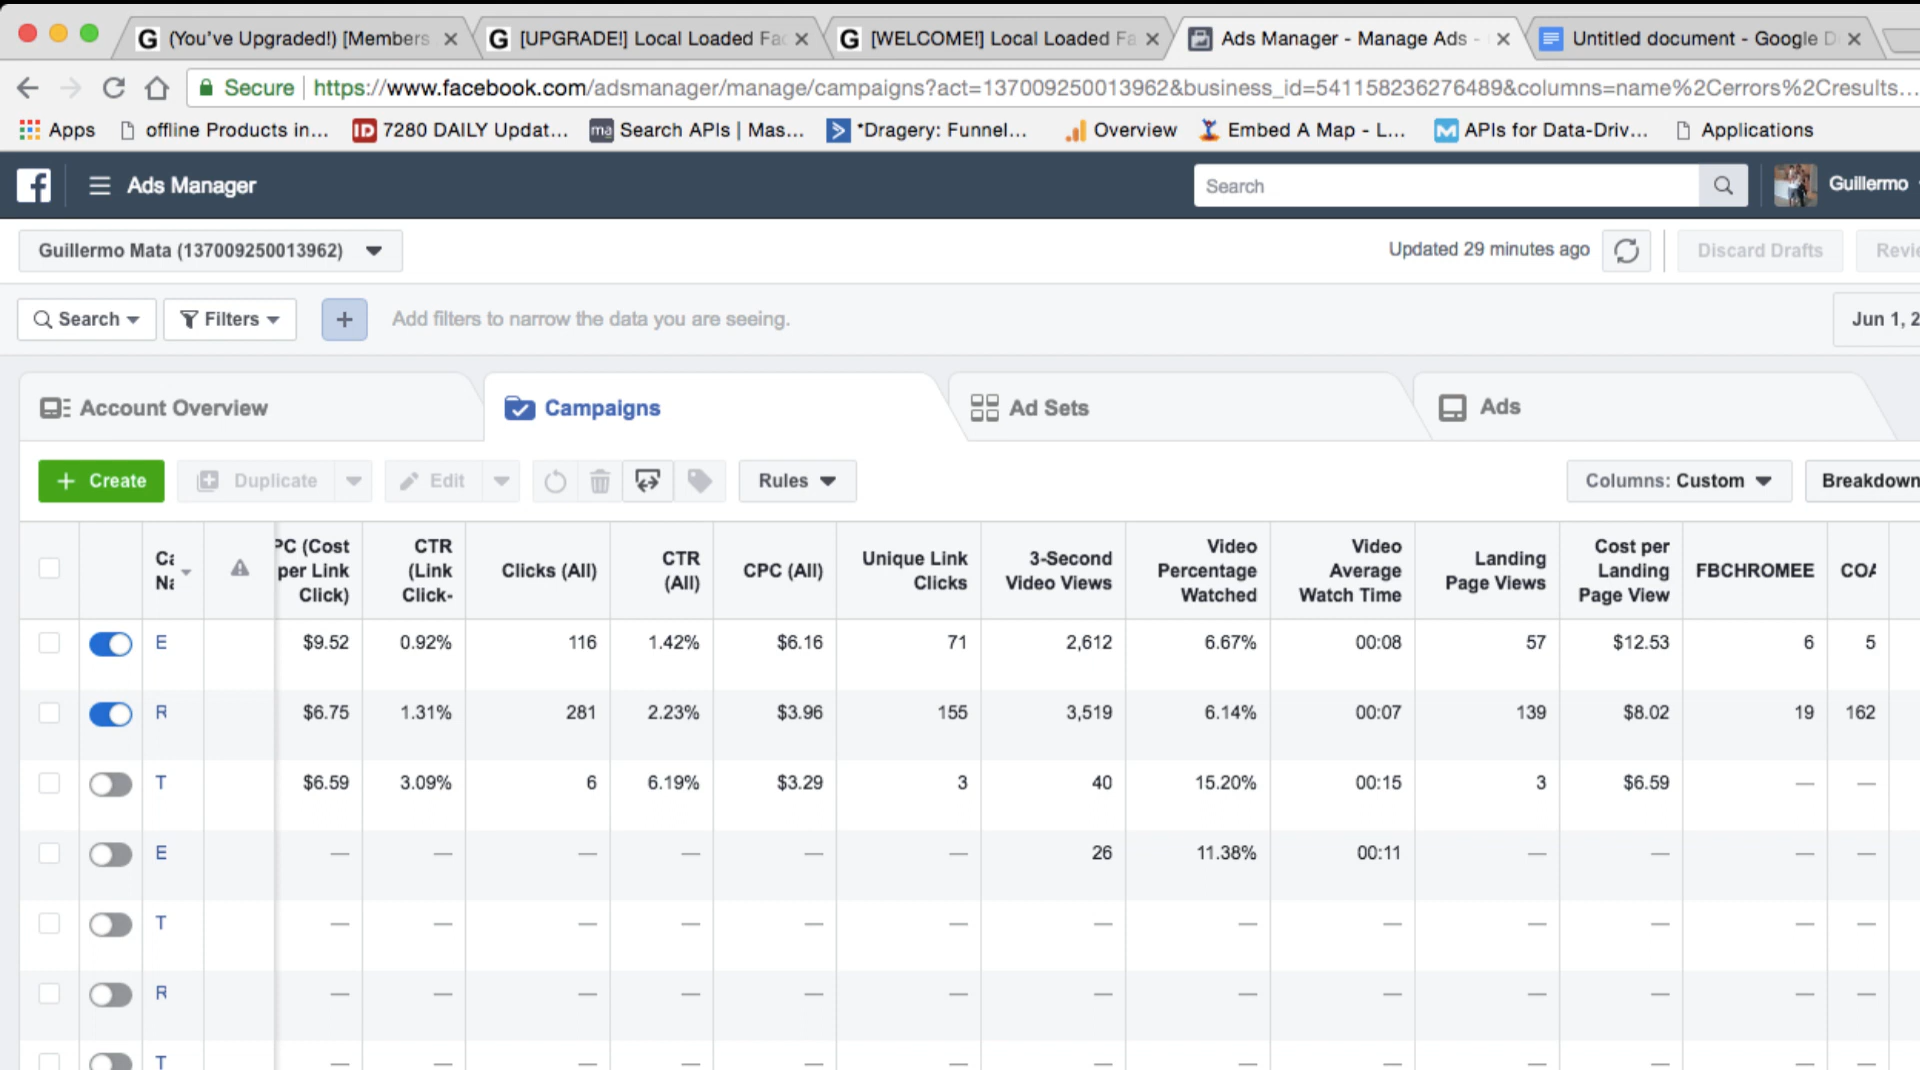 G (You've Upgraded!) [Members
G [UPGRADE!] Local Loaded Fac
G [WELCOME!] Local Loaded Fa
Ads Manager - Manage Ads -
Untitled document - Google D
Secure https://www.facebook.com/adsmanager/manage/campaigns?act=137009250013962&business_id=541158236276489&columns=name%2Cerrors%2Cresults...
Apps offline Products in... ID 7280 DAILY Updat... ma Search APIs | Mas... *Dragery: Funnel... Overview Embed A Map - L... M APIs for Data-Driv... Applications
f Ads Manager Search Guillermo
Guillermo Mata (137009250013962) Updated 29 minutes ago Discard Drafts Revie
Search Filters + Add filters to narrow the data you are seeing. Jun 1, 2
Account Overview Campaigns Ad Sets Ads
+ Create Duplicate Edit Rules Columns: Custom Breakdown
Ca
Na
PC (Cost
per Link
Click)
CTR
(Link
Click-
Clicks (All)
CTR
(All)
CPC (All)
Unique Link
Clicks
3-Second
Video Views
Video
Percentage
Watched
Video
Average
Watch Time
Landing
Page Views
Cost per
Landing
Page View
FBCHROMEE
COA
E $9.52 0.92% 116 1.42% $6.16 71 2,612 6.67% 00:08 57 $12.53 6 5
R $6.75 1.31% 281 2.23% $3.96 155 3,519 6.14% 00:07 139 $8.02 19 162
T $6.59 3.09% 6 6.19% $3.29 3 40 15.20% 00:15 3 $6.59 — —
E — — — — — — 26 11.38% 00:11 — — — —
T — — — — — — — — — — — — —
R — — — — — — — — — — — — —
T — — — — — — — — — — — — —